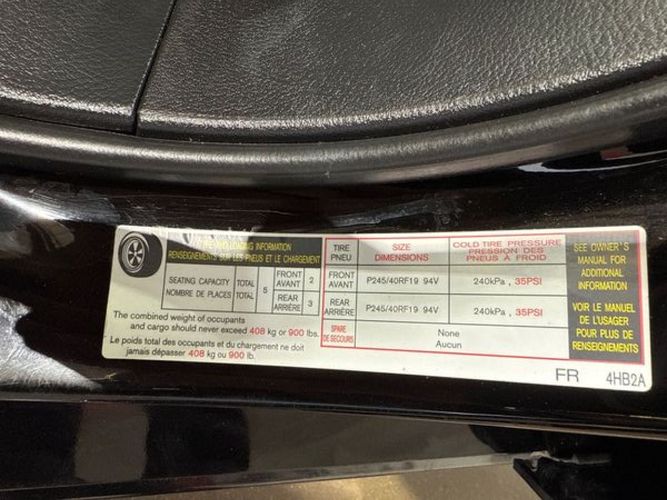 TIRE AND LOADING INFORMATION
RENSEIGNEMENTS SUR LES PNEUS ET LE CHARGEMENT
SEATING CAPACITY
NOMBRE DE PLACES
TOTAL
TOTAL
5
FRONT
AVANT
2
REAR
ARRIÈRE
3
The combined weight of occupants
and cargo should never exceed 408 kg or 900 lbs.
Le poids total des occupants et du chargement ne doit
jamais dépasser 408 kg ou 900 lb.
TIRE
PNEU
SIZE
DIMENSIONS
COLD TIRE PRESSURE
PRESSION DES
PNEUS À FROID
FRONT
AVANT
P245/40RF19 94V
240kPa , 35PSI
REAR
ARRIÈRE
P245/40RF19 94V
240kPa , 35PSI
SPARE
DE SECOURS
None
Aucun
SEE OWNER'S
MANUAL FOR
ADDITIONAL
INFORMATION
VOIR LE MANUEL
DE L'USAGER
POUR PLUS DE
RENSEIGNEMENTS
FR 4HB2A